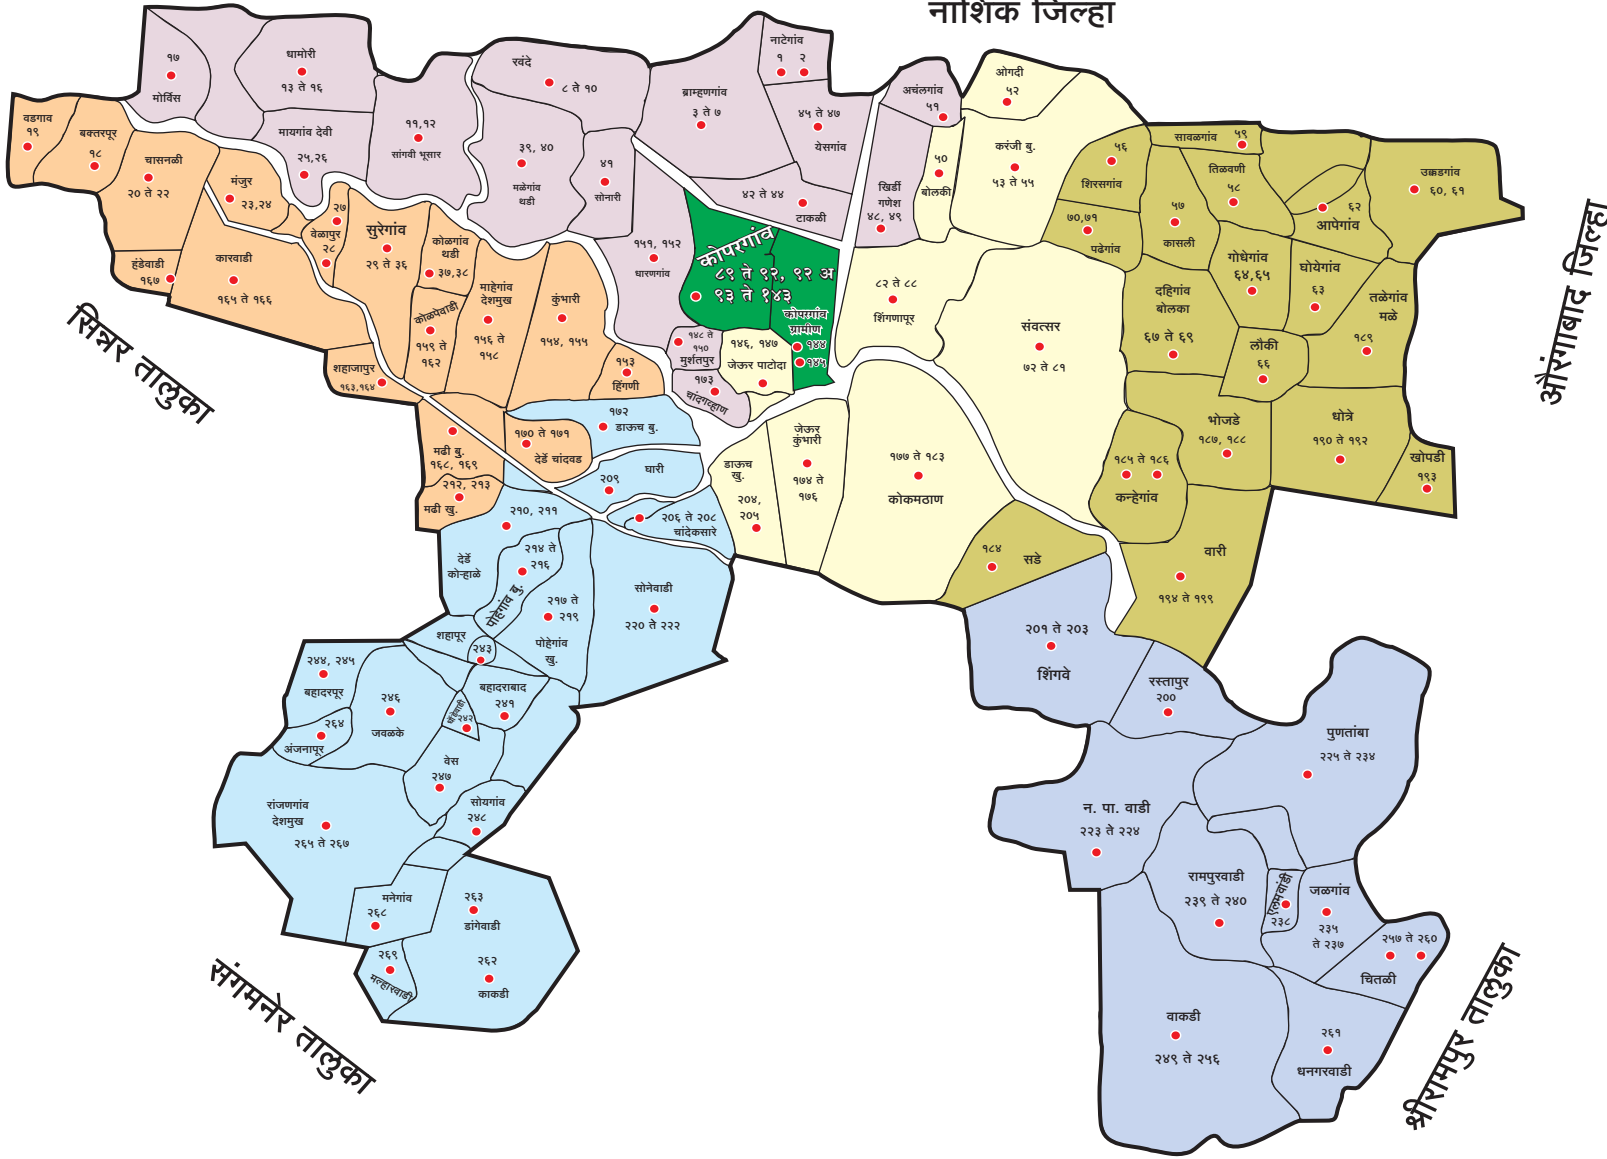 नाशिक जिल्हा
१७
मोर्विस
धामोरी
१३ ते १६
मायगांव देवी
२५,२६
११,१२
सांगवी भूसार
रवंदे
८ ते १०
३९, ४०
मळेगांव
थडी
४१
सोनारी
ब्राम्हणगांव
३ ते ७
नाटेगांव
१ २
४५ ते ४७
येसगांव
४२ ते ४४
टाकळी
१५१, १५२
धारणगांव
अचंलगांव
५१
खिर्डी
गणेश
४८, ४९
५०
बोलकी
ओगदी
५२
करंजी बु.
५३ ते ५५
वडगाव
१९
बक्तरपूर
१८
चासनळी
२० ते २२
मंजुर
२३,२४
हंडेवाडी
१६७
कारवाडी
१६५ ते १६६
२७
वेळापुर
२८
सुरेगांव
२९ ते ३६
कोळगांव
थडी
३७,३८
कोळपेवाडी
१५९ ते
१६२
माहेगांव
देशमुख
१५६ ते
१५८
कुंभारी
१५४, १५५
१५३
हिंगणी
शहाजापुर
१६३,१६४
मढी बु.
१६८, १६९
१७० ते १७१
देर्डे चांदवड
२१२, २१३
मढी खु.
कोपरगांव
८९ ते ९२, ९२ अ
९३ ते १४३
कोपरगांव
ग्रामीण
१४४
१४५
१४८ ते
१५०
मुर्शतपुर
१४६, १४७
जेऊर पाटोदा
१७३
चांदगव्हाण
८२ ते ८८
शिंगणापूर
संवत्सर
७२ ते ८१
जेऊर
कुंभारी
१७४ ते
१७६
डाऊच
खु.
२०४,
२०५
१७७ ते १८३
कोकमठाण
५६
शिरसगांव
७०,७१
पढेगांव
सावळगांव
५९
तिळवणी
५८
५७
कासली
६२
आपेगांव
उक्कडगांव
६०, ६१
गोधेगांव
६४,६५
घोयेगांव
६३
तळेगांव
मळे
१८९
दहिगांव
बोलका
६७ ते ६९
लौकी
६६
भोजडे
१८७, १८८
धोत्रे
१९० ते १९२
खोपडी
१९३
१८५ ते १८६
कन्हेगांव
१८४
सडे
वारी
१९४ ते १९९
१७२
डाऊच बु.
घारी
२०९
२०६ ते २०८
चांदेकसारे
२१०, २११
देर्डे
कोऱ्हाळे
२१४ ते
२१६
पोहेगांव बु.
२१७ ते
२१९
पोहेगांव
खु.
सोनेवाडी
२२० ते २२२
शहापूर
२४३
२४४, २४५
बहादरपूर
२६४
अंजनापूर
२४६
जवळके
२४२
बहादराबाद
२४१
वेस
२४७
सोयगांव
२४८
रांजणगांव
देशमुख
२६५ ते २६७
मनेगांव
२६८
२६३
डांगेवाडी
२६२
काकडी
२६९
मल्हारवाडी
२०१ ते २०३
शिंगवे
रस्तापुर
२००
पुणतांबा
२२५ ते २३४
न. पा. वाडी
२२३ ते २२४
रामपुरवाडी
२३९ ते २४०
एलमवांडी
२३८
जळगांव
२३५
ते २३७
२५७ ते २६०
चितळी
वाकडी
२४९ ते २५६
२६१
धनगरवाडी
सिन्नर तालुका
संगमनेर तालुका
औरंगाबाद जिल्हा
श्रीरामपुर तालुका